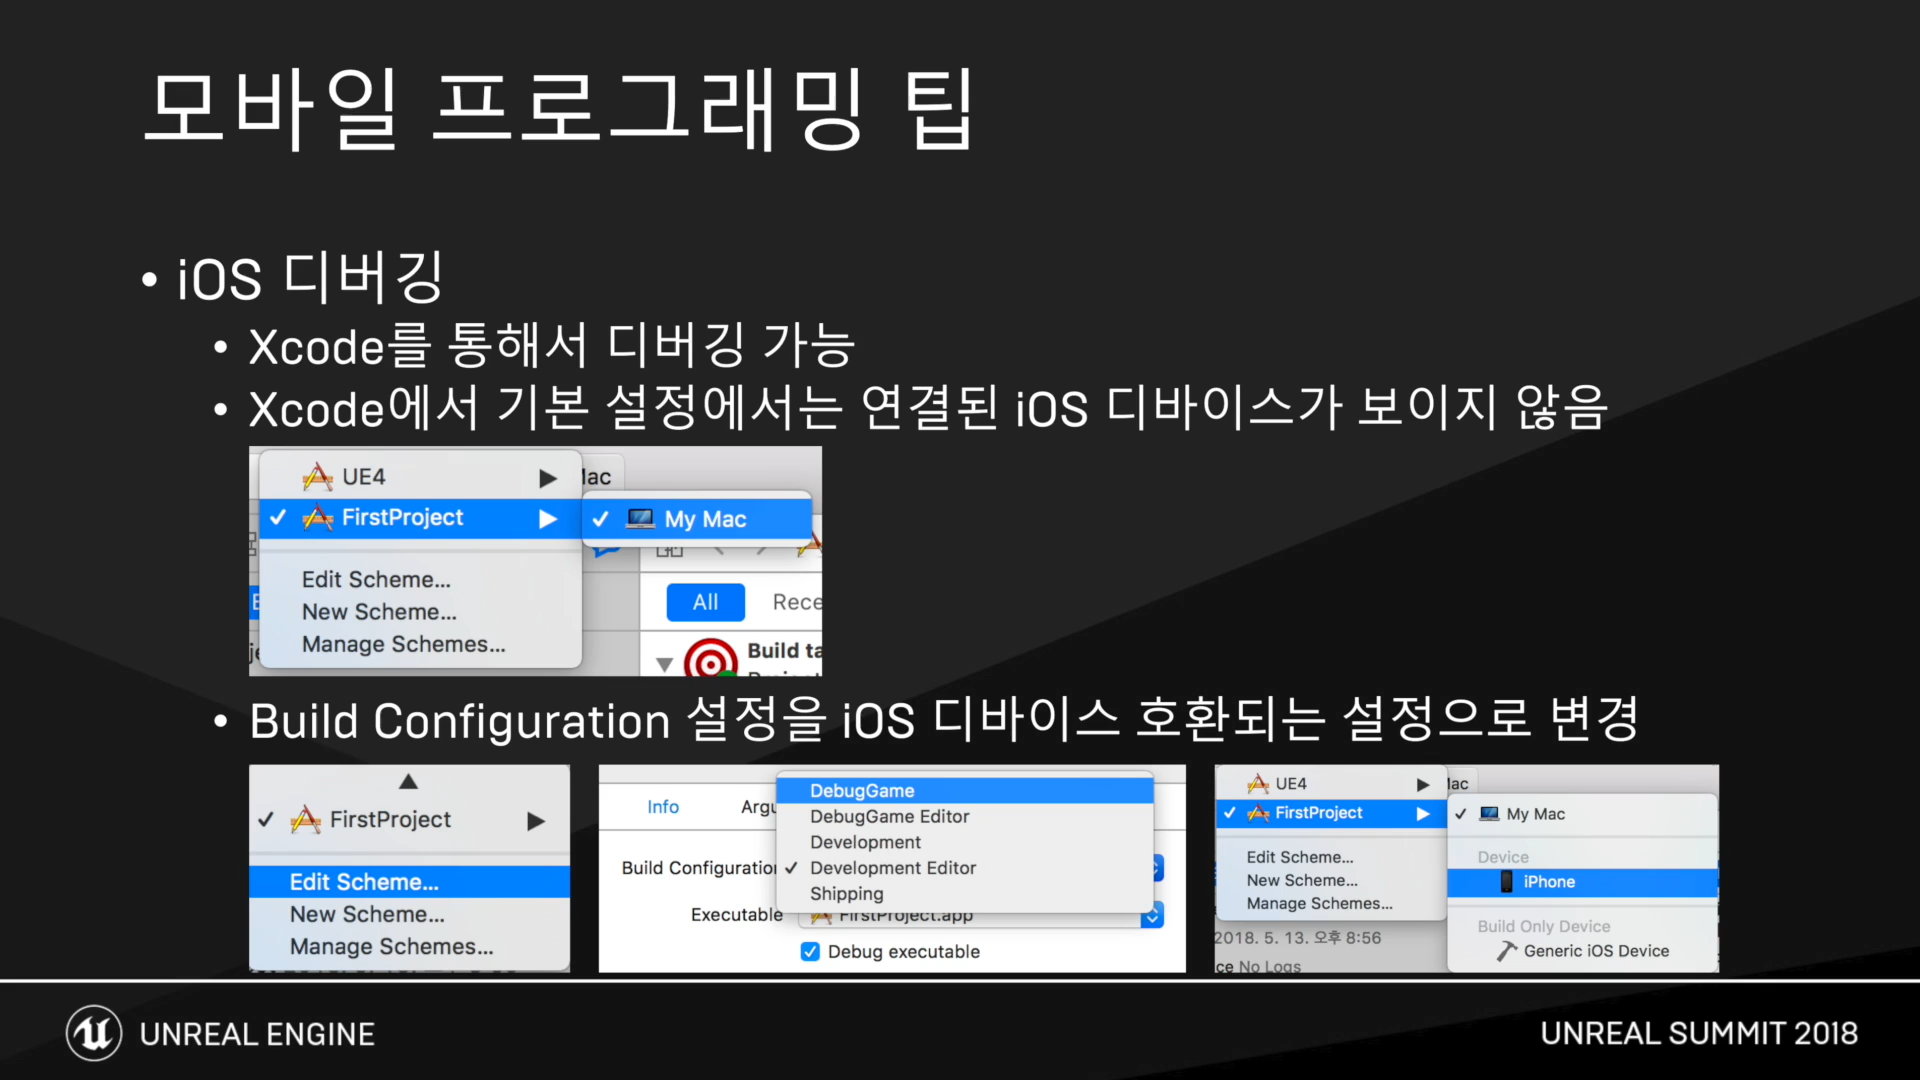 모바일 프로그래밍 팁
• iOS 디버깅
• Xcode를 통해서 디버깅 가능
• Xcode에서 기본 설정에서는 연결된 iOS 디바이스가 보이지 않음
UE4
FirstProject
My Mac
Edit Scheme...
New Scheme...
Manage Schemes...
All
Build
• Build Configuration 설정을 iOS 디바이스 호환되는 설정으로 변경
FirstProject
Edit Scheme...
New Scheme...
Manage Schemes...
Info
DebugGame
DebugGame Editor
Development
Build Configuration
Development Editor
Shipping
Executable
FirstProject.app
Debug executable
UE4
FirstProject
My Mac
Edit Scheme...
New Scheme...
Manage Schemes...
Device
iPhone
Build Only Device
Generic iOS Device
2018. 5. 13. 오후 8:56
No Logs
UNREAL ENGINE
UNREAL SUMMIT 2018